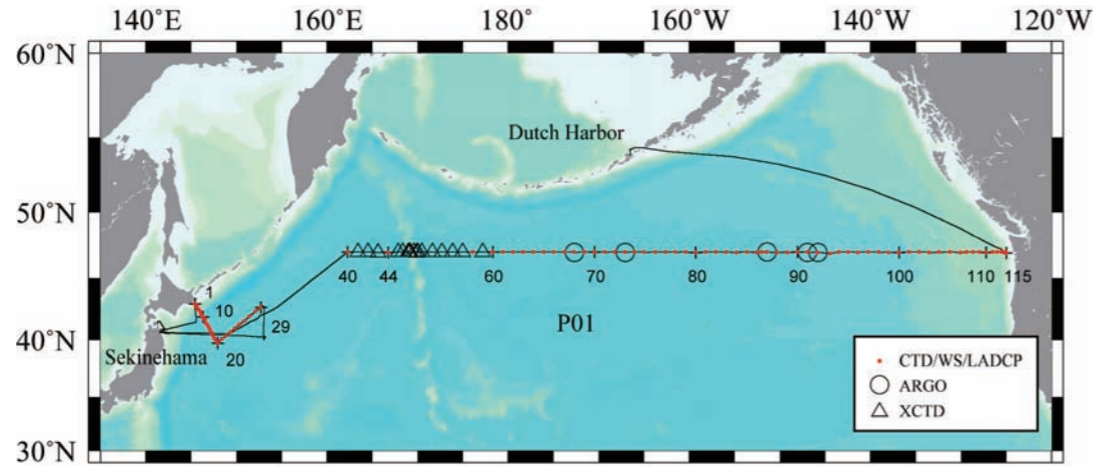 140°E 160°E 180° 160°W 140°W 120°W
60°N
Dutch Harbor
50°N
40 44 60 70 80 90 100 110 115
1
10
29
P01
40°N
Sekinehama
20
CTD/WS/LADCP
ARGO
XCTD
30°N